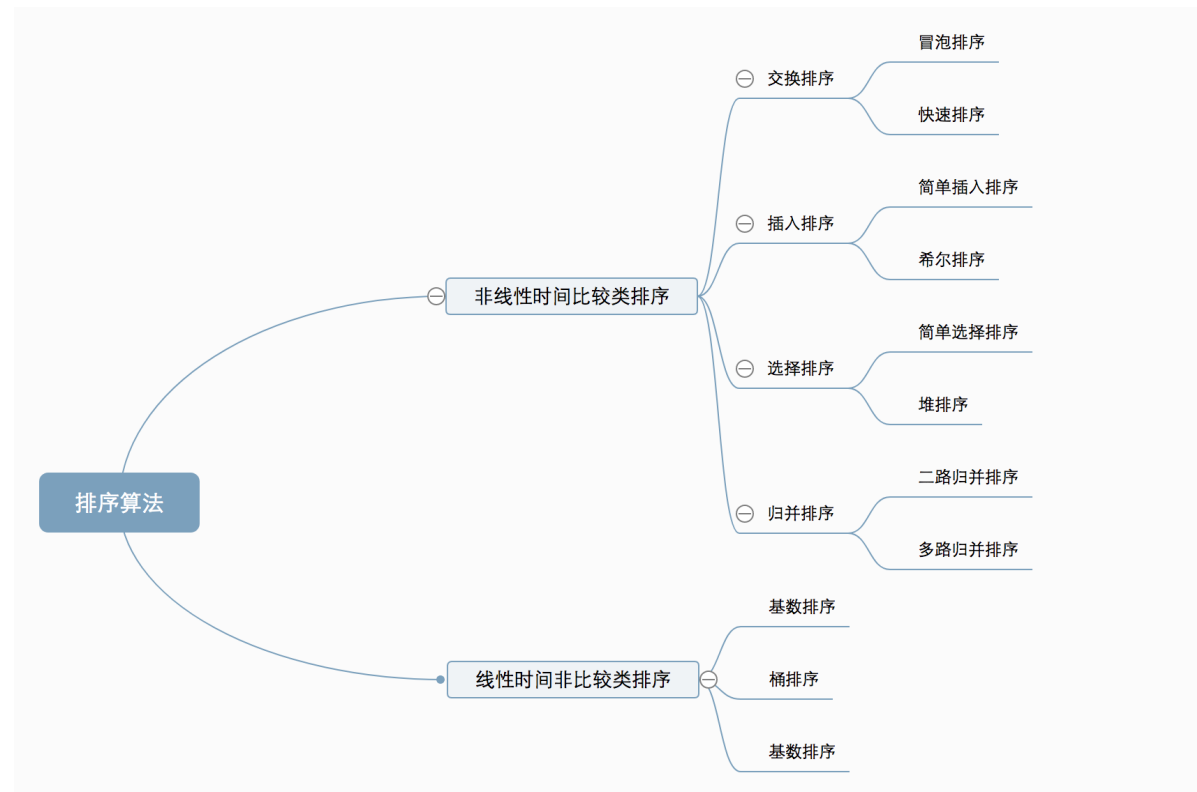 排序算法
非线性时间比较类排序
交换排序
冒泡排序
快速排序
插入排序
简单插入排序
希尔排序
选择排序
简单选择排序
堆排序
归并排序
二路归并排序
多路归并排序
线性时间非比较类排序
基数排序
桶排序
基数排序